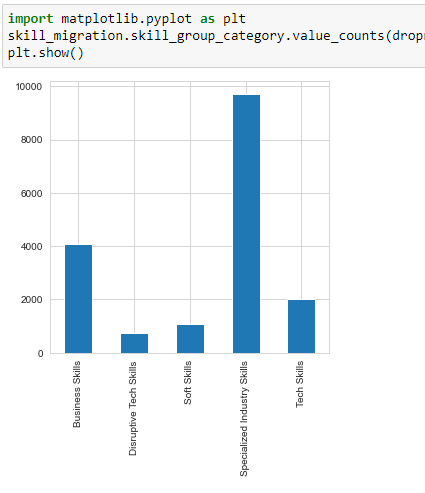 import matplotlib.pyplot as plt
skill_migration.skill_group_category.value_counts(
plt.show()
10000
8000
6000
4000
2000
0
Business Skills
Disruptive Tech Skills
Soft Skills
Specialized Industry Skills
Tech Skills